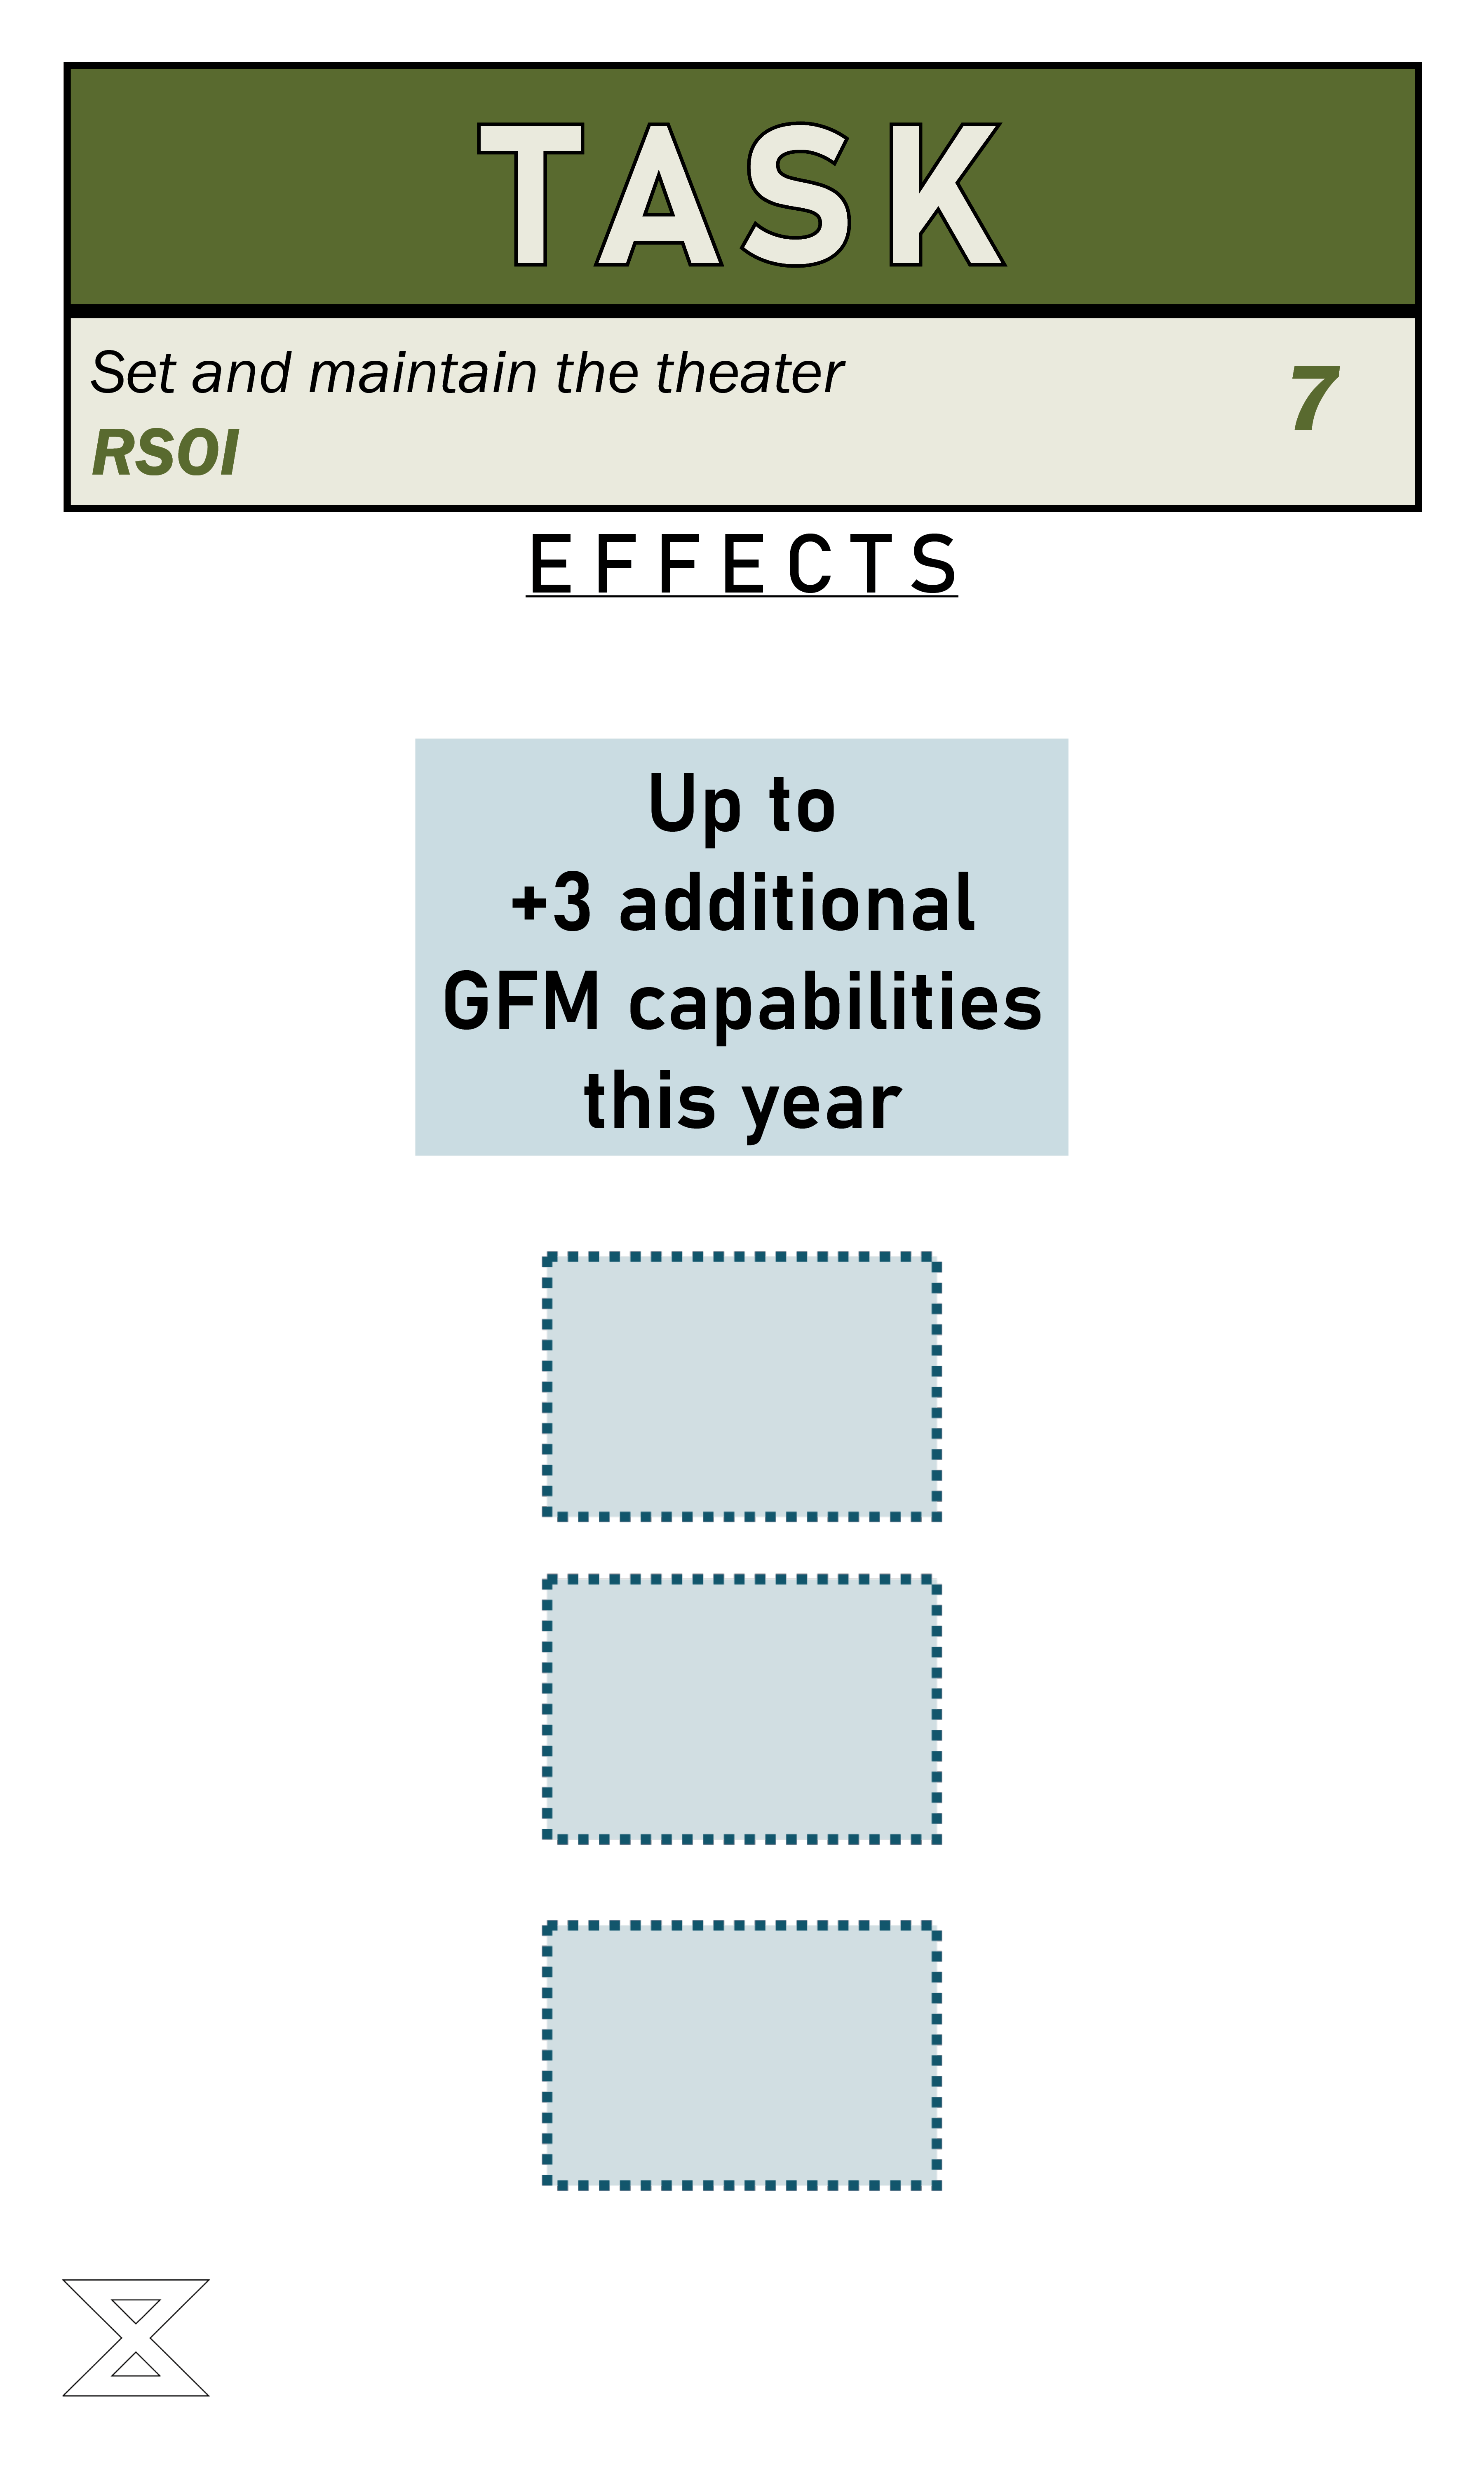 TASK
Set and maintain the theater
7
RSOI
EFFECTS
Up to
+3 additional
GFM capabilities
this year